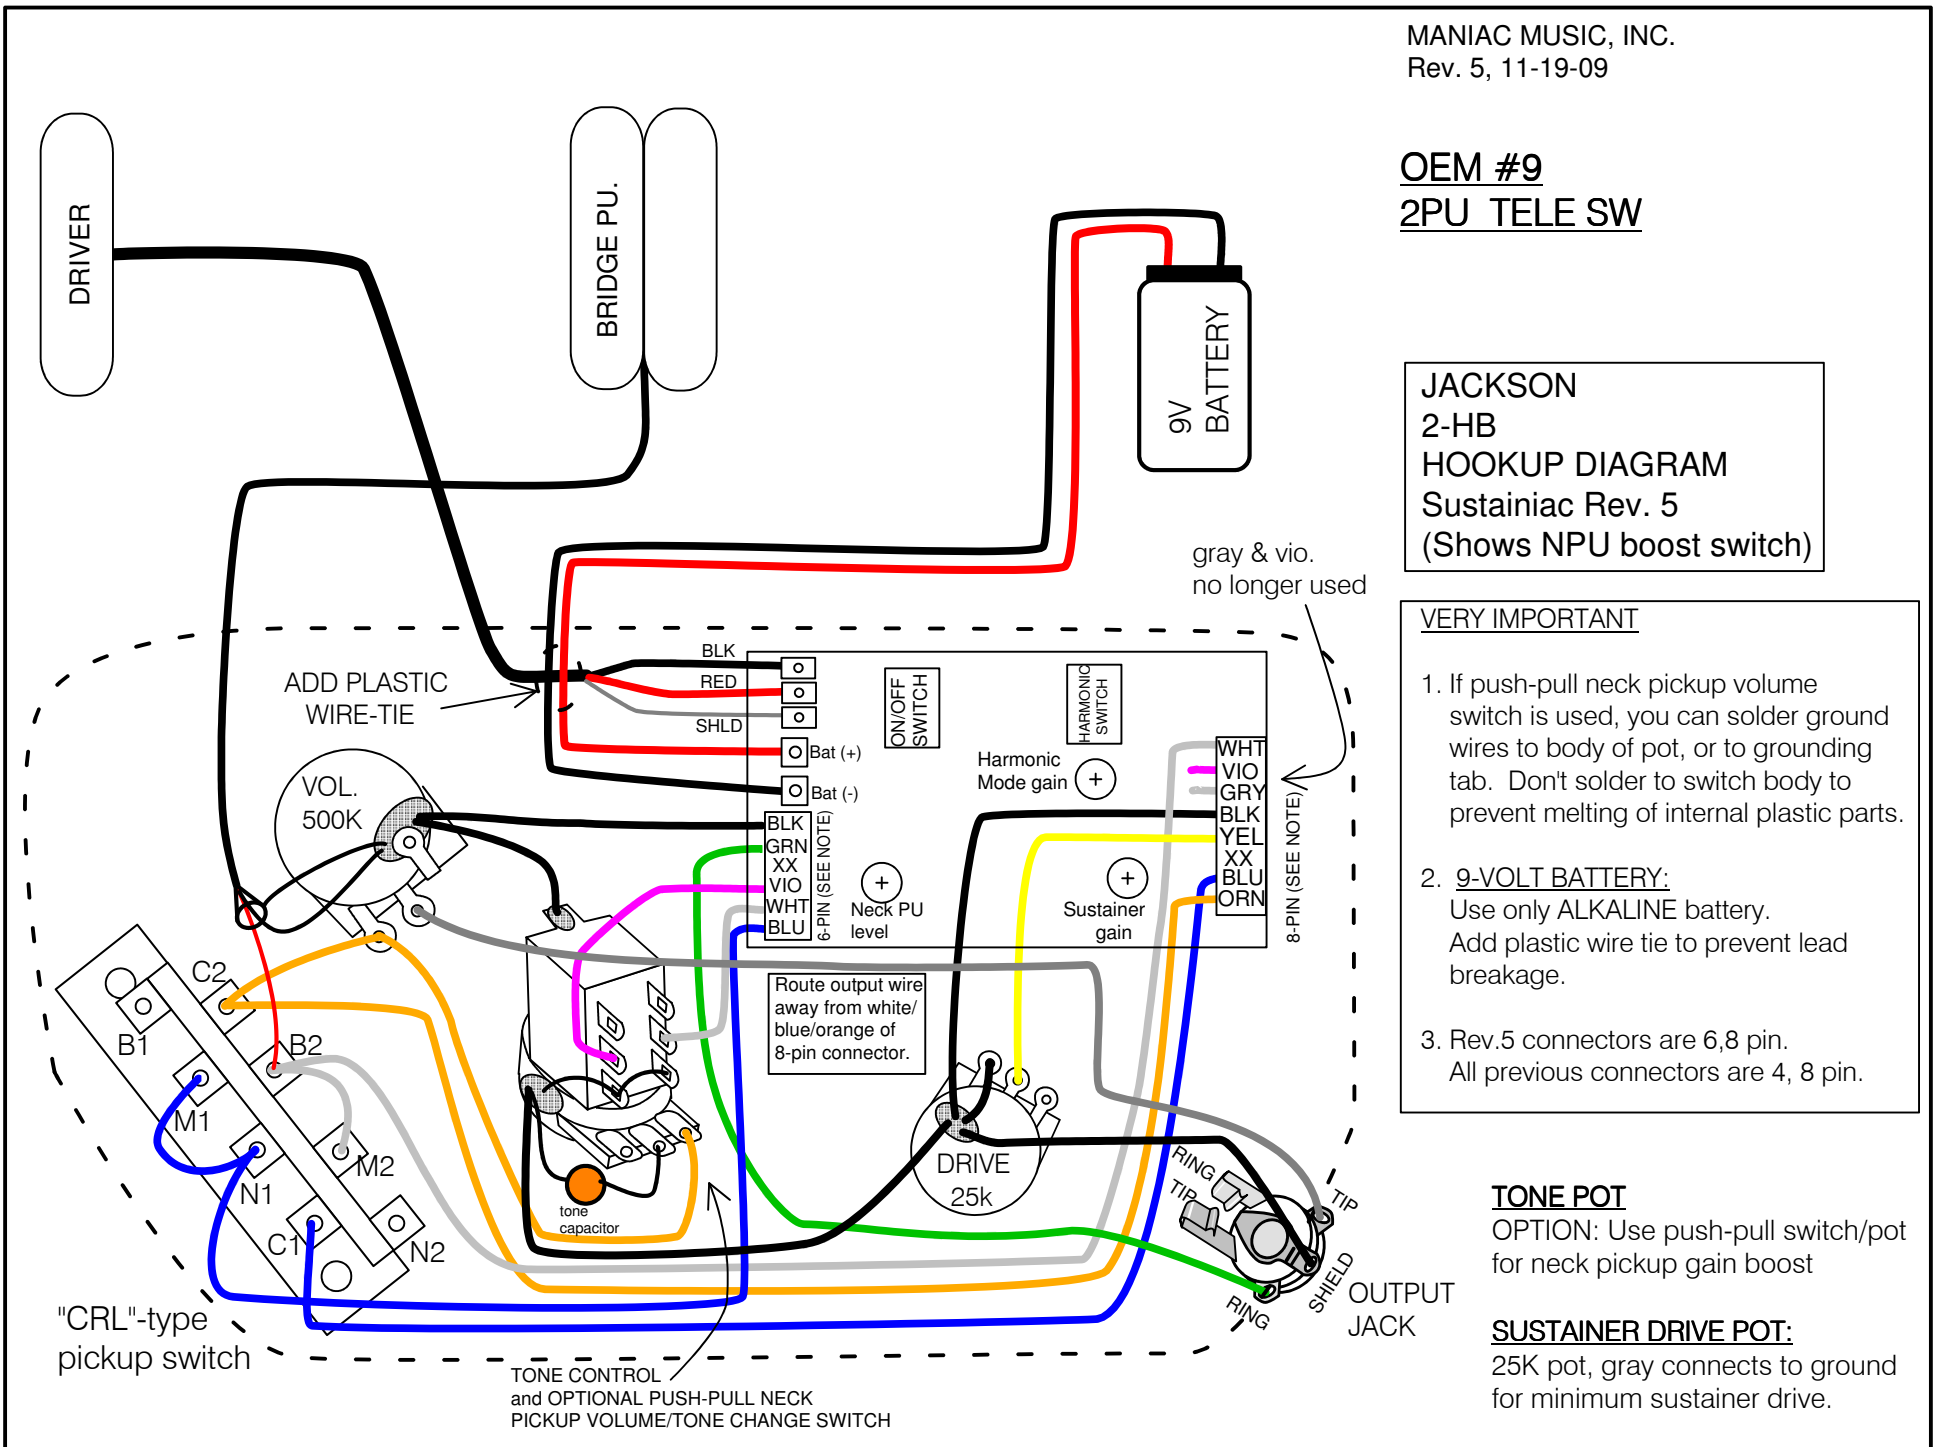 MANIAC MUSIC, INC.
Rev. 5, 11-19-09
OEM #9
2PU TELE SW
DRIVER
BRIDGE PU.
9V
BATTERY
JACKSON
2-HB
HOOKUP DIAGRAM
Sustainiac Rev. 5
(Shows NPU boost switch)
gray & vio.
no longer used
VERY IMPORTANT
1. If push-pull neck pickup volume
switch is used, you can solder ground
wires to body of pot, or to grounding
tab. Don't solder to switch body to
prevent melting of internal plastic parts.
2. 9-VOLT BATTERY:
Use only ALKALINE battery.
Add plastic wire tie to prevent lead
breakage.
3. Rev.5 connectors are 6,8 pin.
All previous connectors are 4, 8 pin.
ADD PLASTIC
WIRE-TIE
BLK
RED
SHLD
Bat (+)
Bat (-)
ON/OFF
SWITCH
HARMONIC
SWITCH
Harmonic
Mode gain
WHT
VIO
GRY
BLK
YEL
XX
BLU
ORN
8-PIN (SEE NOTE)
VOL.
500K
BLK
GRN
XX
VIO
WHT
BLU
6-PIN (SEE NOTE)
Neck PU
level
Sustainer
gain
Route output wire
away from white/
blue/orange of
8-pin connector.
C2
B1
B2
M1
M2
N1
C1
N2
"CRL"-type
pickup switch
tone
capacitor
DRIVE
25k
RING
TIP
TIP
SHIELD
RING
OUTPUT
JACK
TONE CONTROL
and OPTIONAL PUSH-PULL NECK
PICKUP VOLUME/TONE CHANGE SWITCH
TONE POT
OPTION: Use push-pull switch/pot
for neck pickup gain boost
SUSTAINER DRIVE POT:
25K pot, gray connects to ground
for minimum sustainer drive.